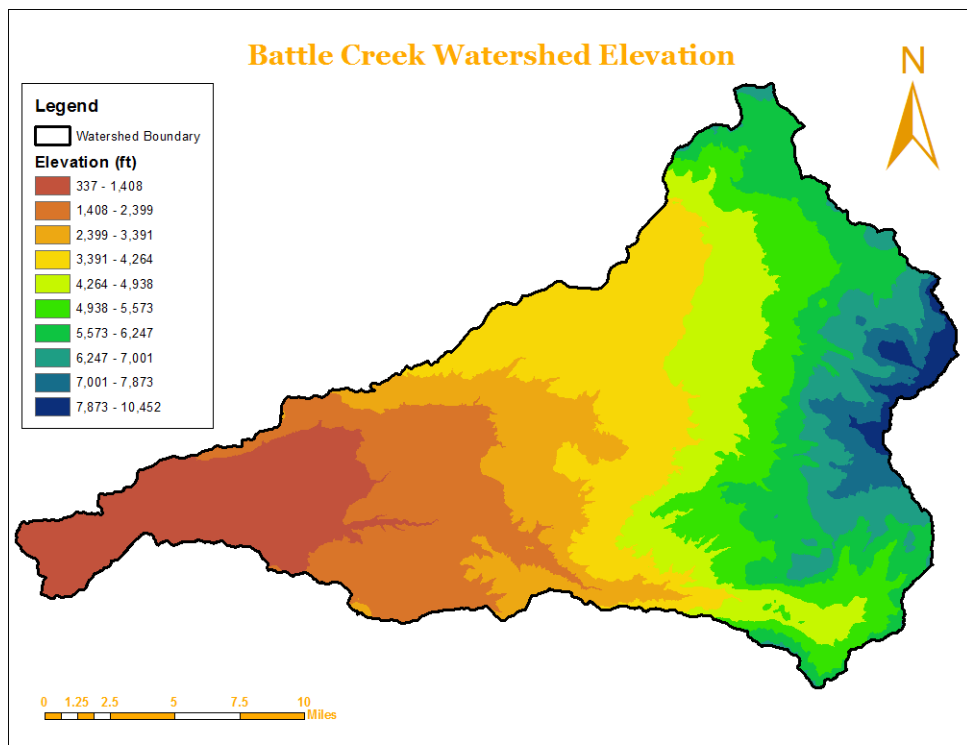 Battle Creek Watershed Elevation
N
Legend
Watershed Boundary
Elevation (ft)
337 - 1,408
1,408 - 2,399
2,399 - 3,391
3,391 - 4,264
4,264 - 4,938
4,938 - 5,573
5,573 - 6,247
6,247 - 7,001
7,001 - 7,873
7,873 - 10,452
0 1.25 2.5 5 7.5 10
Miles